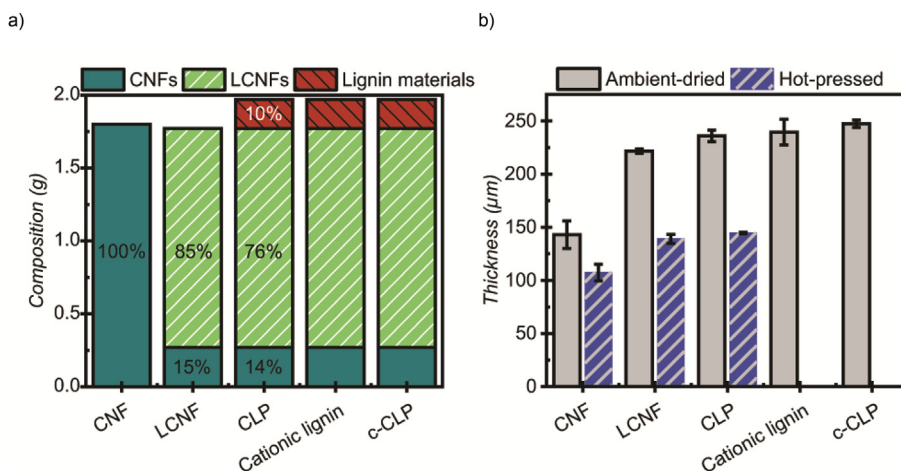 a)
CNFs LCNFs Lignin materials
Composition (g)
2.0
1.5
1.0
0.5
0.0
100%
85%
15%
10%
76%
14%
CNF
LCNF
CLP
Cationic lignin
c-CLP
b)
Ambient-dried Hot-pressed
Thickness (μm)
250
200
150
100
50
0
CNF
LCNF
CLP
Cationic lignin
c-CLP